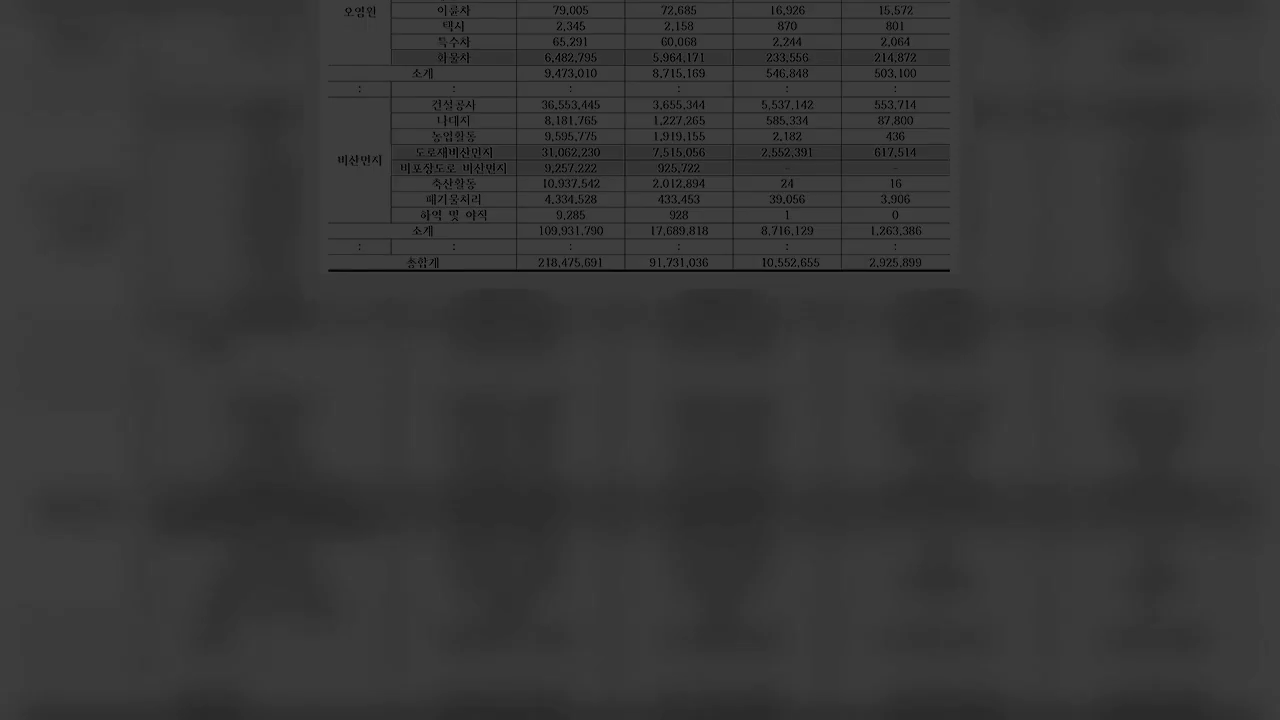 오염원 이륜차 79,005 72,685 16,926 15,572
택시 2,345 2,158 870 801
특수차 65,291 60,068 2,244 2,064
화물차 6,482,795 5,964,171 233,556 214,872
소계 9,473,010 8,715,169 546,848 503,100
: : : : : :
비산먼지 건설공사 36,553,445 3,655,344 5,537,142 553,714
나대지 8,181,765 1,227,265 585,334 87,800
농업활동 9,595,775 1,919,155 2,182 436
도로재비산먼지 31,062,230 7,515,056 2,552,391 617,514
비포장도로 비산먼지 9,257,222 925,722 - -
축산활동 10,937,542 2,012,894 24 16
폐기물처리 4,334,528 433,453 39,056 3,906
하역 및 야적 9,285 928 1 0
소계 109,931,790 17,689,818 8,716,129 1,263,386
: : : : : :
총합계 218,475,691 91,731,036 10,552,655 2,925,899